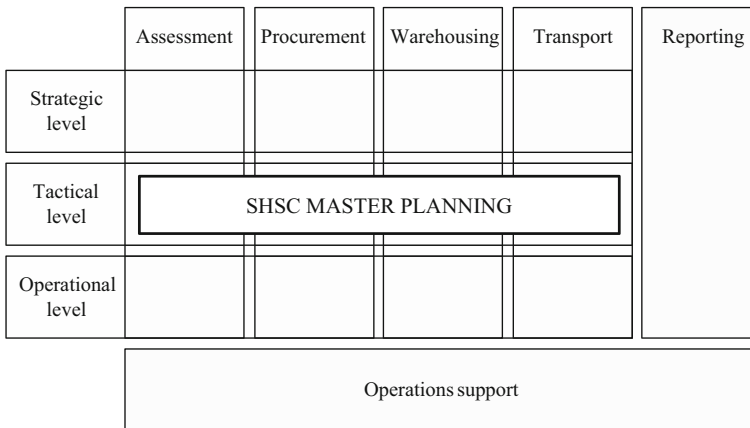 Assessment
Procurement
Warehousing
Transport
Reporting
Strategic
level
Tactical
level
SHSC MASTER PLANNING
Operational
level
Operations support